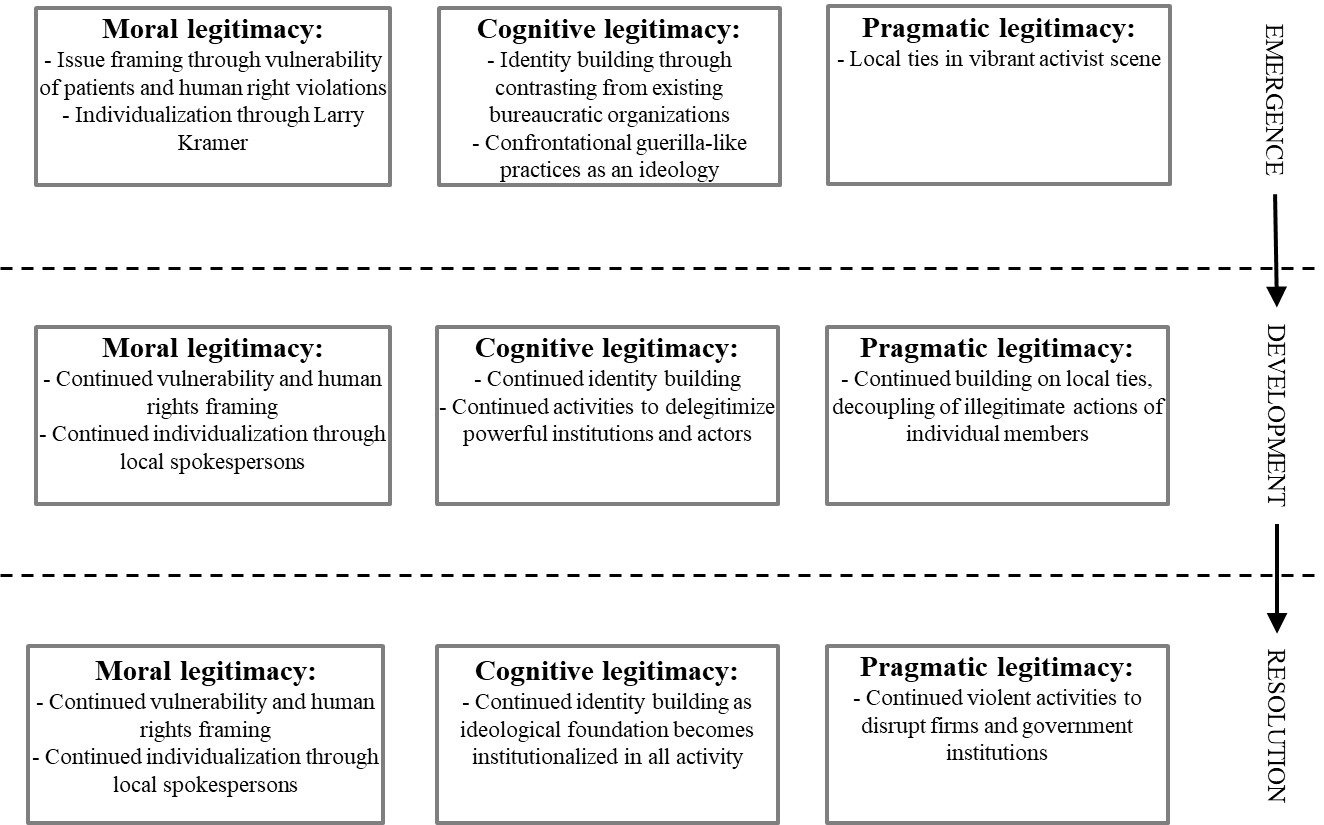 Moral legitimacy:
- Issue framing through vulnerability
of patients and human right violations
- Individualization through Larry
Kramer
Cognitive legitimacy:
- Identity building through
contrasting from existing
bureaucratic organizations
- Confrontational guerilla-like
practices as an ideology
Pragmatic legitimacy:
- Local ties in vibrant activist scene
EMERGENCE
Moral legitimacy:
- Continued vulnerability and human
rights framing
- Continued individualization through
local spokespersons
Cognitive legitimacy:
- Continued identity building
- Continued activities to delegitimize
powerful institutions and actors
Pragmatic legitimacy:
- Continued building on local ties,
decoupling of illegitimate actions of
individual members
DEVELOPMENT
Moral legitimacy:
- Continued vulnerability and human
rights framing
- Continued individualization through
local spokespersons
Cognitive legitimacy:
- Continued identity building as
ideological foundation becomes
institutionalized in all activity
Pragmatic legitimacy:
- Continued violent activities to
disrupt firms and government
institutions
RESOLUTION